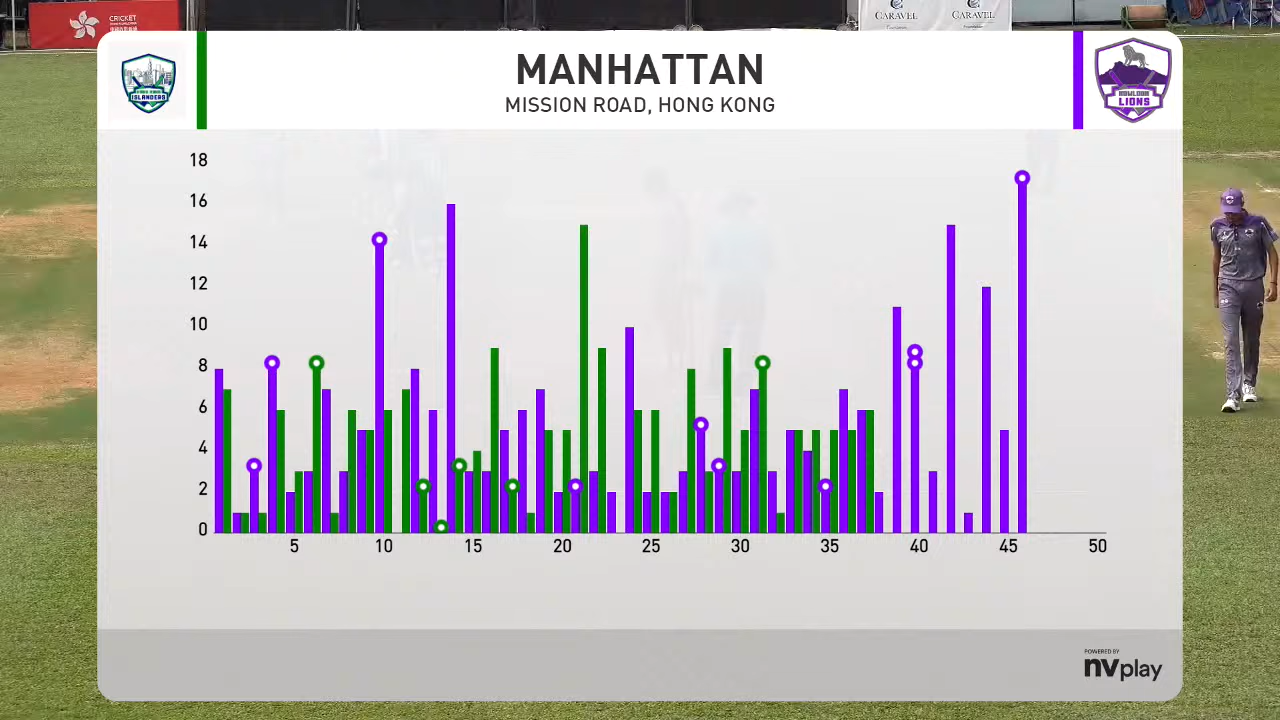 CRICKET
CARAVEL
CARAVEL
ISLANDERS
MANHATTAN
MISSION ROAD, HONG KONG
KOWLOON
LIONS
18
16
14
12
10
8
6
4
2
0
5 10 15 20 25 30 35 40 45 50
POWERED BY
nvplay